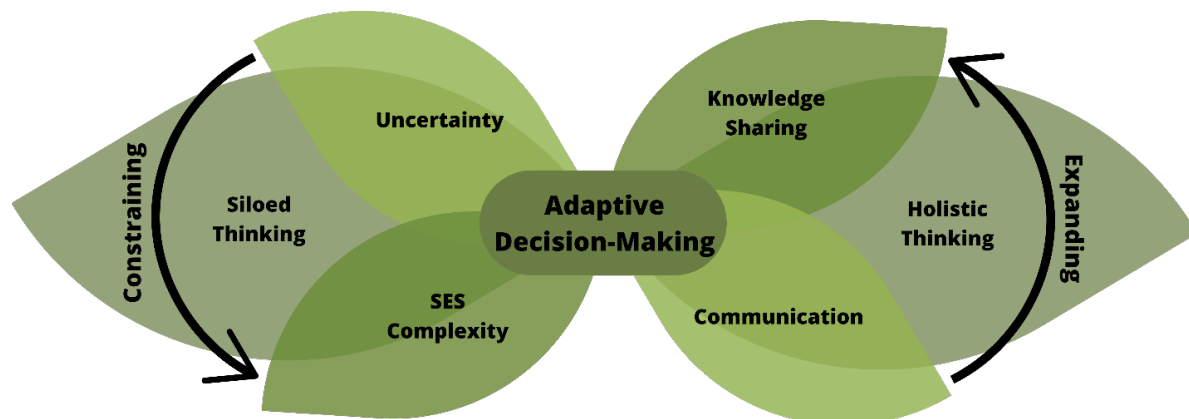 Uncertainty
Constraining
Siloed
Thinking
SES
Complexity
Adaptive
Decision-Making
Knowledge
Sharing
Holistic
Thinking
Communication
Expanding